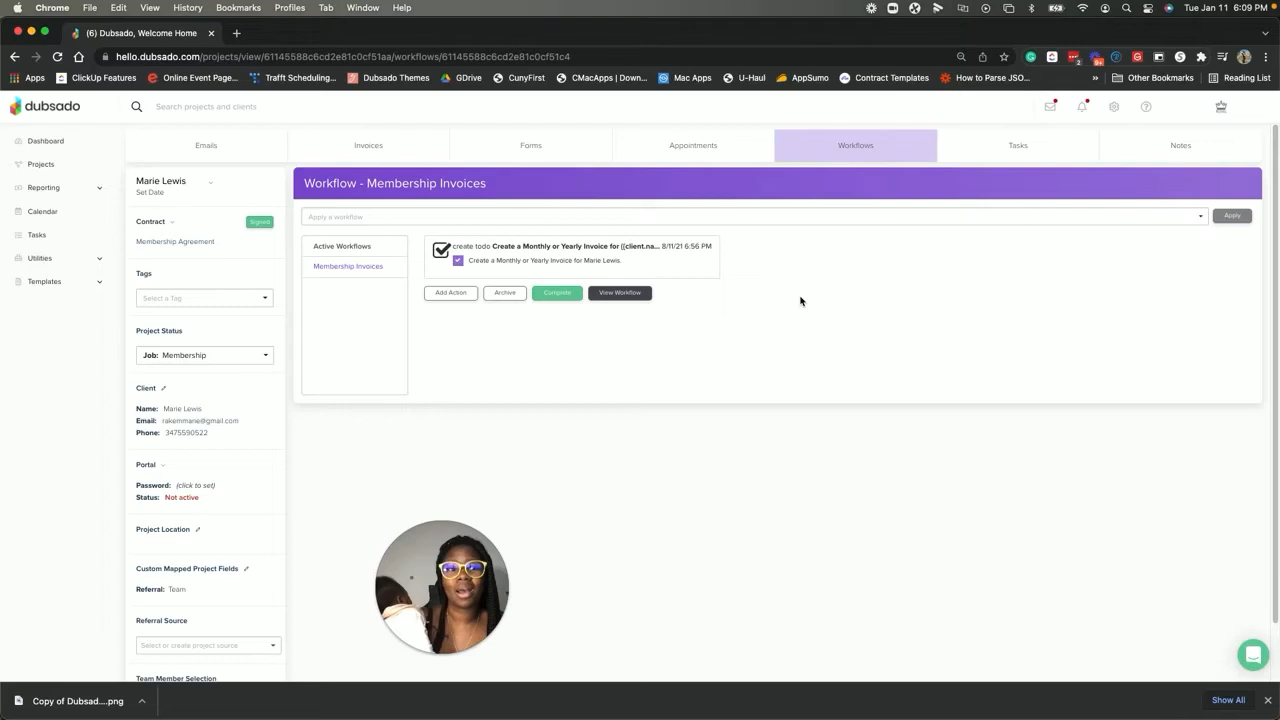 Chrome File Edit View History Bookmarks Profiles Tab Window Help
Tue Jan 11 6:09 PM
(6) Dubsado, Welcome Home
hello.dubsado.com/projects/view/61145588c6cd2e81c0cf51aa/workflows/61145588c6cd2e81c0cf51c4
Apps ClickUp Features Online Event Page... Trafft Scheduling... Dubsado Themes GDrive CunyFirst CMacApps | Down... Mac Apps U-Haul AppSumo Contract Templates How to Parse JSO... » Other Bookmarks Reading List
dubsado
Search projects and clients
Dashboard
Projects
Reporting
Calendar
Tasks
Utilities
Templates
Emails Invoices Forms Appointments Workflows Tasks Notes
Marie Lewis
Set Date
Contract Signed
Membership Agreement
Tags
Select a Tag
Project Status
Job: Membership
Client
Name: Marie Lewis
Email: rakemmarie@gmail.com
Phone: 3475590522
Portal
Password: (click to set)
Status: Not active
Project Location
Custom Mapped Project Fields
Referral: Team
Referral Source
Select or create project source
Team Member Selection
Workflow - Membership Invoices
Apply a workflow
Apply
Active Workflows
Membership Invoices
create todo Create a Monthly or Yearly Invoice for {{client.na... 8/11/21 6:56 PM
Create a Monthly or Yearly Invoice for Marie Lewis.
Add Action Archive Complete View Workflow
Copy of Dubsad....png
Show All